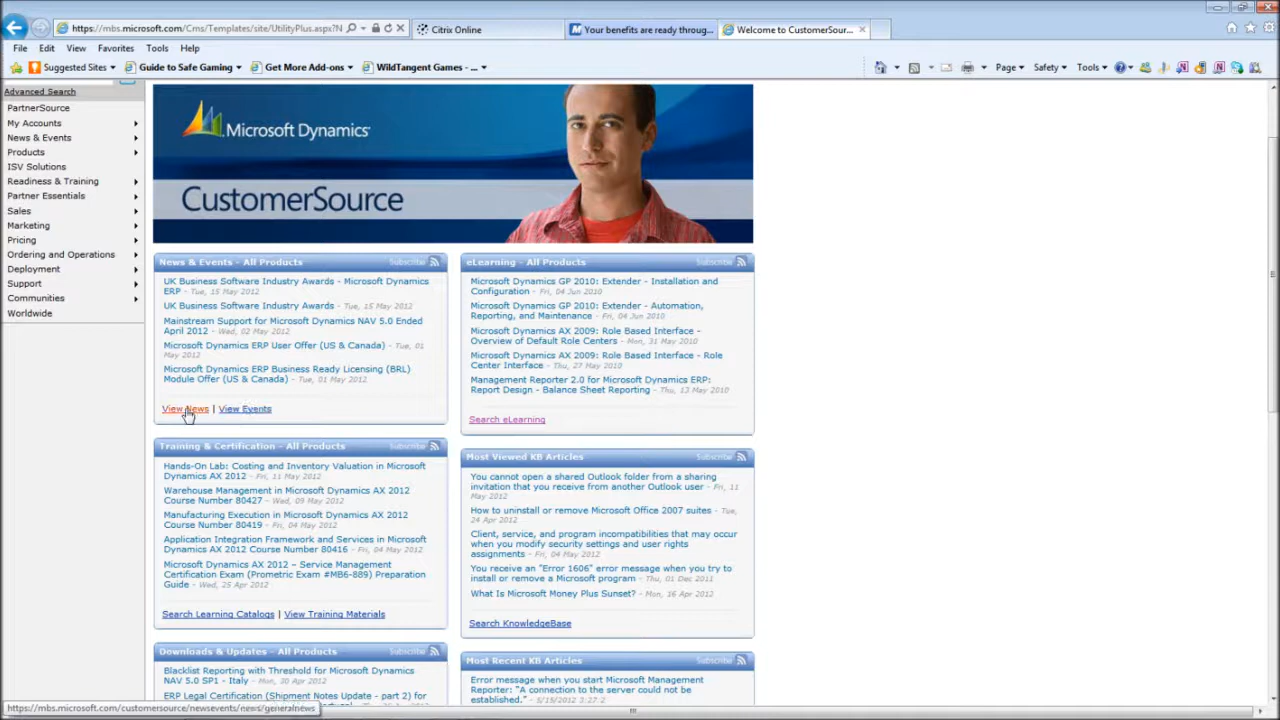 https://mbs.microsoft.com/Cms/Templates/site/UtilityPlus.aspx?N
Citrix Online
Your benefits are ready throug...
Welcome to CustomerSour...
File Edit View Favorites Tools Help
Suggested Sites
Guide to Safe Gaming
Get More Add-ons
WildTangent Games - ...
Page
Safety
Tools
Advanced Search
PartnerSource
My Accounts
News & Events
Products
ISV Solutions
Readiness & Training
Partner Essentials
Sales
Marketing
Pricing
Ordering and Operations
Deployment
Support
Communities
Worldwide
Microsoft Dynamics
CustomerSource
News & Events - All Products Subscribe
UK Business Software Industry Awards - Microsoft Dynamics
ERP - Tue, 15 May 2012
UK Business Software Industry Awards - Tue, 15 May 2012
Mainstream Support for Microsoft Dynamics NAV 5.0 Ended
April 2012 - Wed, 02 May 2012
Microsoft Dynamics ERP User Offer (US & Canada) - Tue, 01
May 2012
Microsoft Dynamics ERP Business Ready Licensing (BRL)
Module Offer (US & Canada) - Tue, 01 May 2012
View News | View Events
Training & Certification - All Products Subscribe
Hands-On Lab: Costing and Inventory Valuation in Microsoft
Dynamics AX 2012 - Fri, 11 May 2012
Warehouse Management in Microsoft Dynamics AX 2012
Course Number 80427 - Wed, 09 May 2012
Manufacturing Execution in Microsoft Dynamics AX 2012
Course Number 80419 - Fri, 04 May 2012
Application Integration Framework and Services in Microsoft
Dynamics AX 2012 Course Number 80416 - Fri, 04 May 2012
Microsoft Dynamics AX 2012 – Service Management
Certification Exam (Prometric Exam #MB6-889) Preparation
Guide - Wed, 25 Apr 2012
Search Learning Catalogs | View Training Materials
Downloads & Updates - All Products Subscribe
Blacklist Reporting with Threshold for Microsoft Dynamics
NAV 5.0 SP1 - Italy - Mon, 30 Apr 2012
ERP Legal Certification (Shipment Notes Update - part 2) for
eLearning - All Products Subscribe
Microsoft Dynamics GP 2010: Extender - Installation and
Configuration - Fri, 04 Jun 2010
Microsoft Dynamics GP 2010: Extender - Automation,
Reporting, and Maintenance - Fri, 04 Jun 2010
Microsoft Dynamics AX 2009: Role Based Interface -
Overview of Default Role Centers - Mon, 31 May 2010
Microsoft Dynamics AX 2009: Role Based Interface - Role
Center Interface - Thu, 27 May 2010
Management Reporter 2.0 for Microsoft Dynamics ERP:
Report Design - Balance Sheet Reporting - Thu, 13 May 2010
Search eLearning
Most Viewed KB Articles Subscribe
You cannot open a shared Outlook folder from a sharing
invitation that you receive from another Outlook user - Fri, 11
May 2012
How to uninstall or remove Microsoft Office 2007 suites - Tue,
24 Apr 2012
Client, service, and program incompatibilities that may occur
when you modify security settings and user rights
assignments - Fri, 04 May 2012
You receive an "Error 1606" error message when you try to
install or remove a Microsoft program - Thu, 01 Dec 2011
What Is Microsoft Money Plus Sunset? - Mon, 16 Apr 2012
Search KnowledgeBase
Most Recent KB Articles Subscribe
Error message when you start Microsoft Management
Reporter: "A connection to the server could not be
established." - 5/15/2012 3:27:2
https://mbs.microsoft.com/customersource/newsevents/news/generalnews